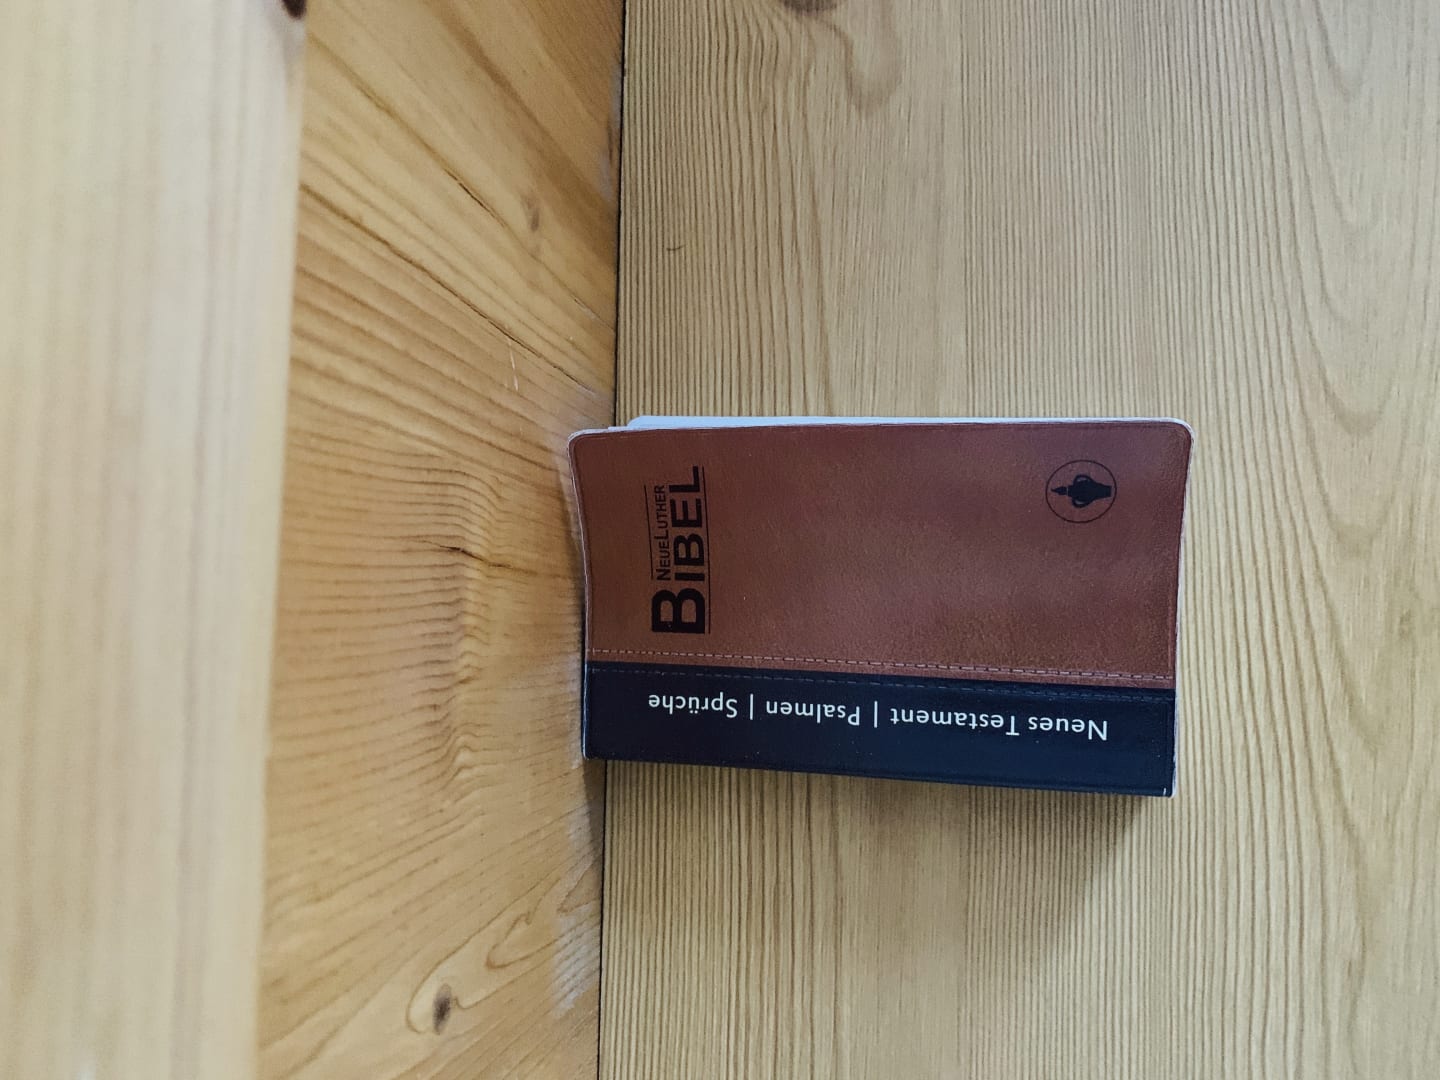 NEUELUTHER
BIBEL
Neues Testament | Psalmen | Sprüche